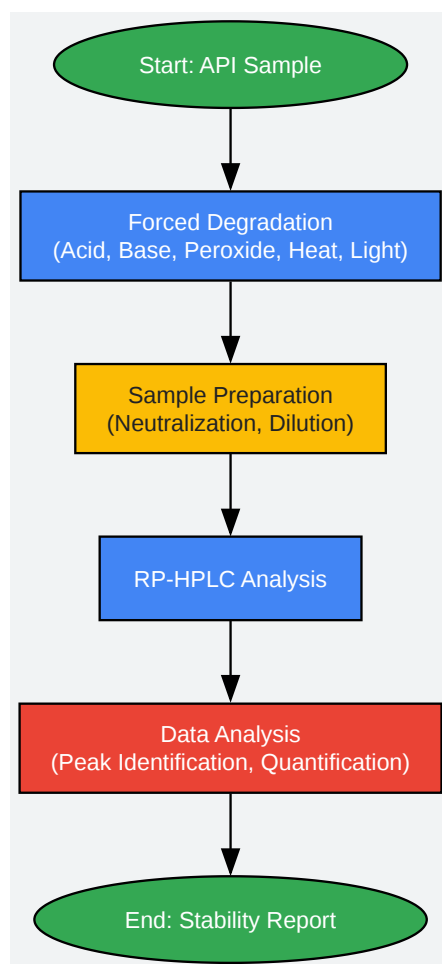 Start: API Sample
Forced Degradation
(Acid, Base, Peroxide, Heat, Light)
Sample Preparation
(Neutralization, Dilution)
RP-HPLC Analysis
Data Analysis
(Peak Identification, Quantification)
End: Stability Report